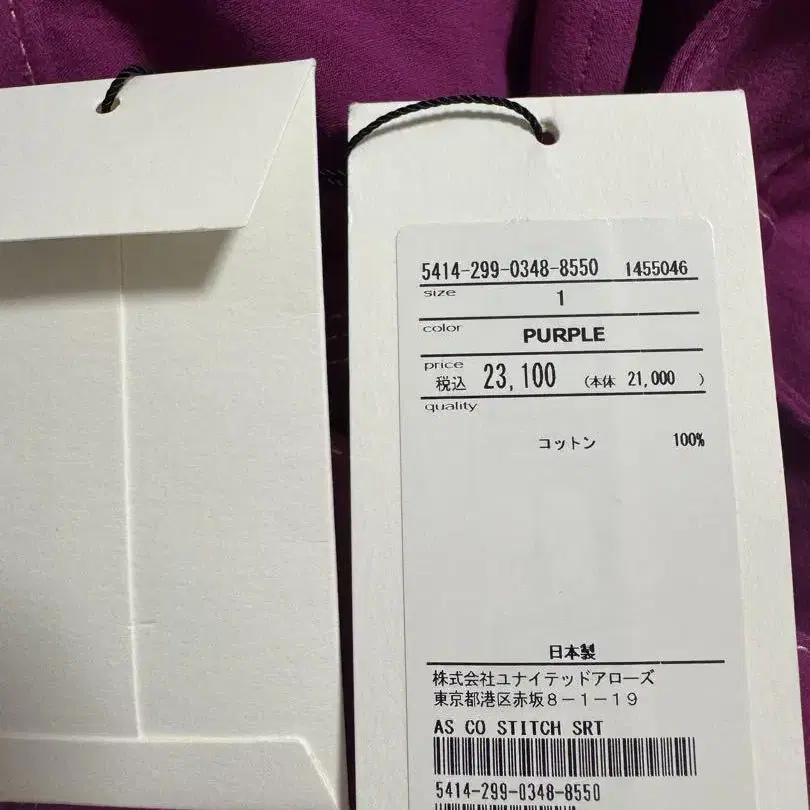 5414-299-0348-8550 1455046
size 1
color PURPLE
price
税込 23,100 (本体 21,000 )
quality
コットン 100%
日本製
株式会社ユナイテッドアローズ
東京都港区赤坂8-1-19
AS CO STITCH SRT
5414-299-0348-8550